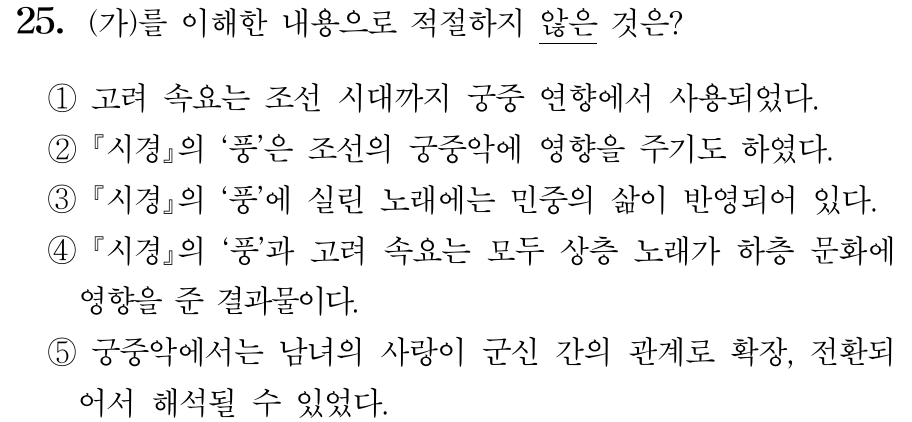 25. (가)를 이해한 내용으로 적절하지 않은 것은?
① 고려 속요는 조선 시대까지 궁중 연향에서 사용되었다.
② 『시경』의 ‘풍’은 조선의 궁중악에 영향을 주기도 하였다.
③ 『시경』의 ‘풍’에 실린 노래에는 민중의 삶이 반영되어 있다.
④ 『시경』의 ‘풍’과 고려 속요는 모두 상층 노래가 하층 문화에
영향을 준 결과물이다.
⑤ 궁중악에서는 남녀의 사랑이 군신 간의 관계로 확장, 전환되
어서 해석될 수 있었다.